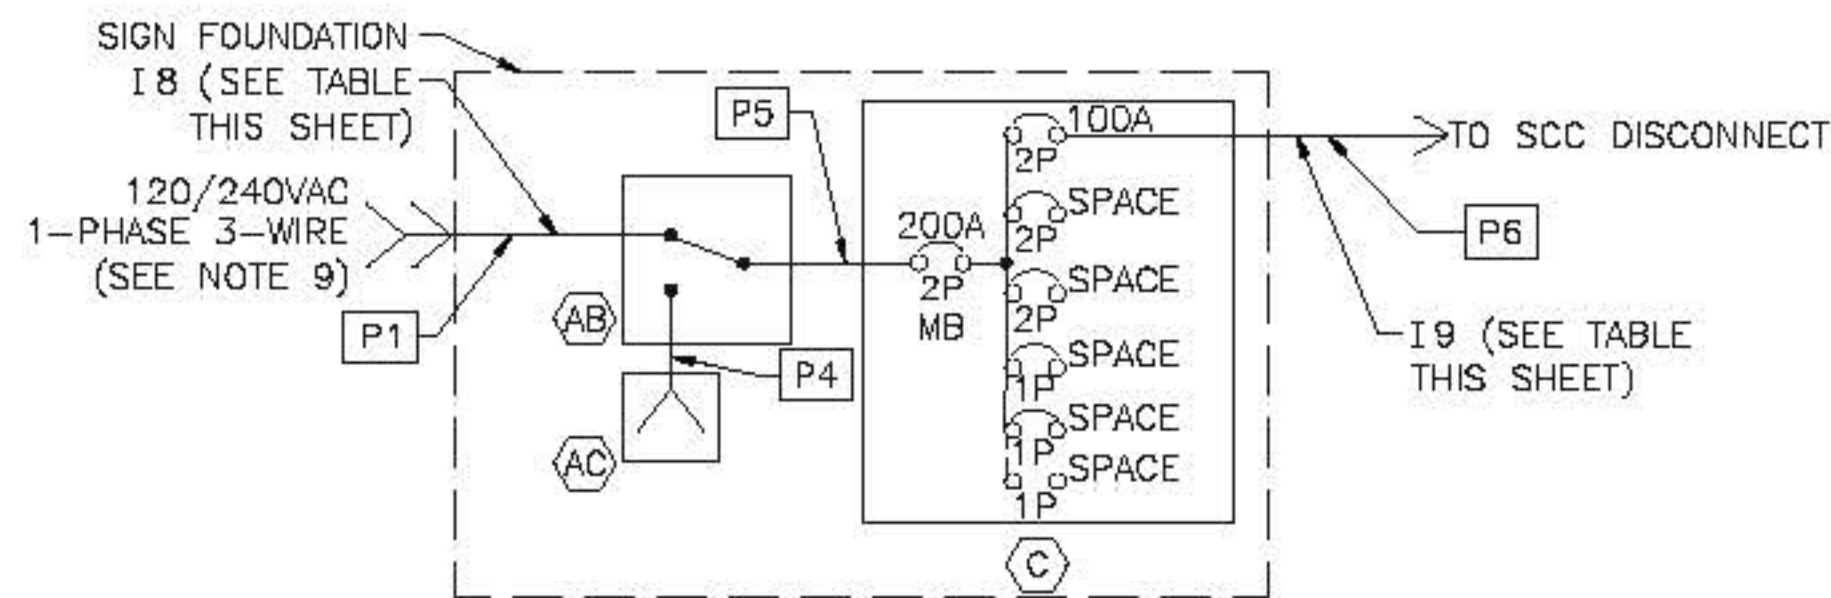 SIGN FOUNDATION
I8 (SEE TABLE
THIS SHEET)
120/240VAC
1-PHASE 3-WIRE
(SEE NOTE 9)
P1
AB
AC
P4
P5
200A
2P
MB
100A
2P
SPACE
2P
SPACE
2P
SPACE
1P
SPACE
1P
SPACE
1P
C
TO SCC DISCONNECT
P6
I9 (SEE TABLE
THIS SHEET)